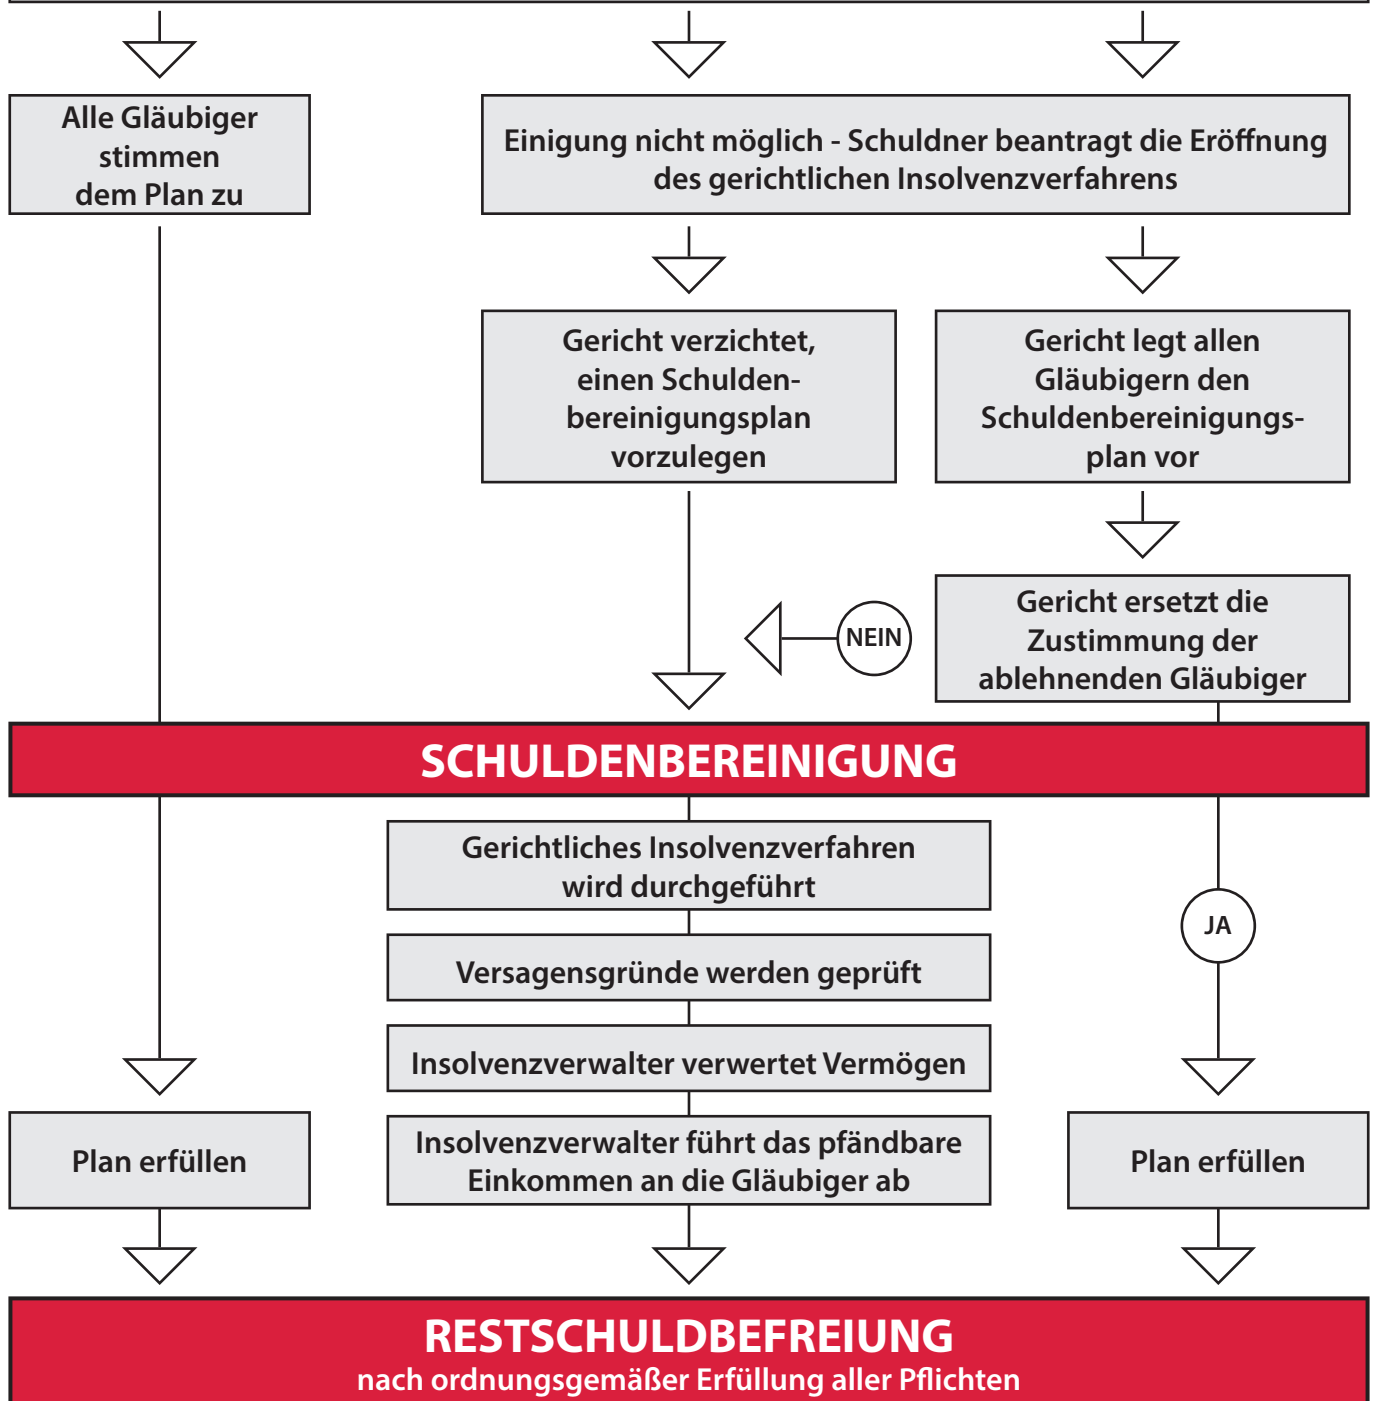 Alle Gläubiger
stimmen
dem Plan zu
Einigung nicht möglich - Schuldner beantragt die Eröffnung
des gerichtlichen Insolvenzverfahrens
Gericht verzichtet,
einen Schulden-
bereinigungsplan
vorzulegen
Gericht legt allen
Gläubigern den
Schuldenbereinigungs-
plan vor
NEIN
Gericht ersetzt die
Zustimmung der
ablehnenden Gläubiger
SCHULDENBEREINIGUNG
Gerichtliches Insolvenzverfahren
wird durchgeführt
JA
Versagensgründe werden geprüft
Insolvenzverwalter verwertet Vermögen
Plan erfüllen
Insolvenzverwalter führt das pfändbare
Einkommen an die Gläubiger ab
Plan erfüllen
RESTSCHULDBEFREIUNG
nach ordnungsgemäßer Erfüllung aller Pflichten